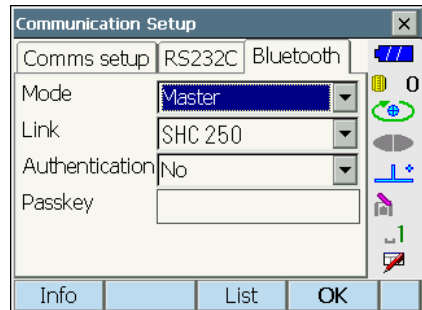 Communication Setup
Comms setup RS232C Bluetooth
Mode Master
Link SHC 250
Authentication No
Passkey
0
1
Info List OK